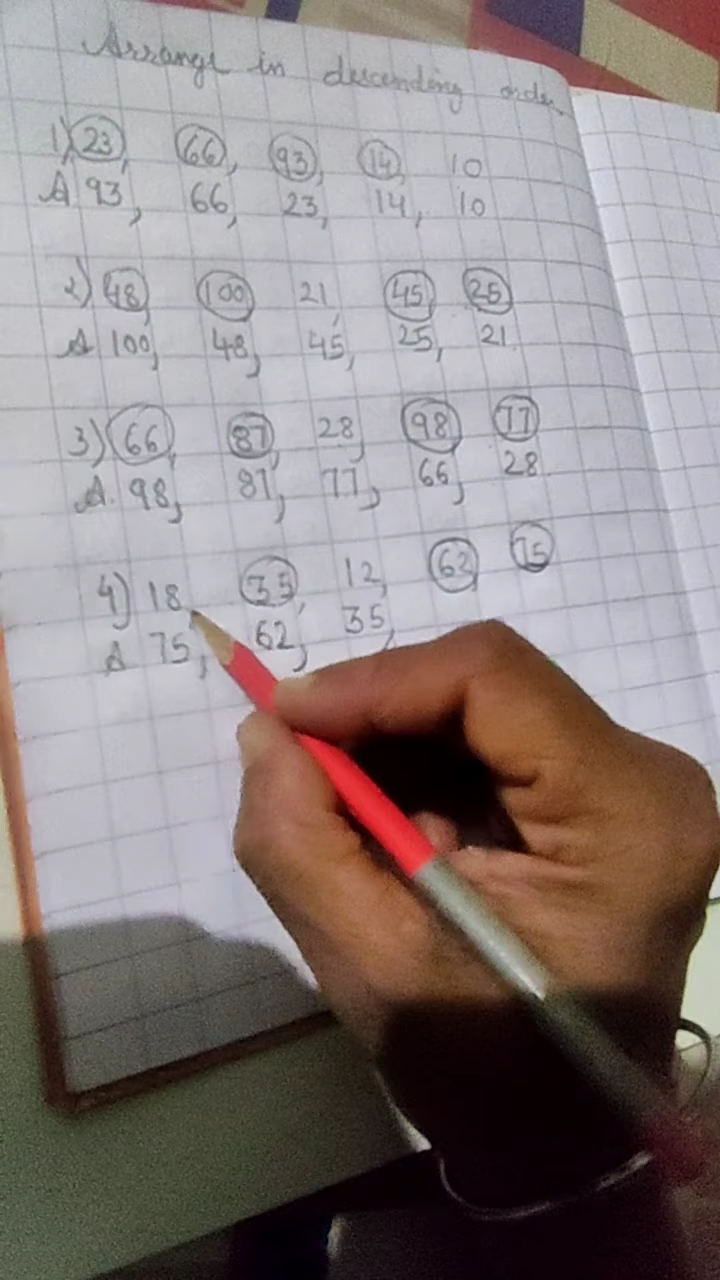 Arrange in descending order
1) 23, 66, 93, 14, 10
A 93, 66, 23, 14, 10
2) 48, 100, 21, 45, 25
A 100, 48, 45, 25, 21
3) 66, 87, 28, 98, 77
A. 98, 87, 77, 66, 28
4) 18, 35, 12, 62, 75
A 75, 62, 35,